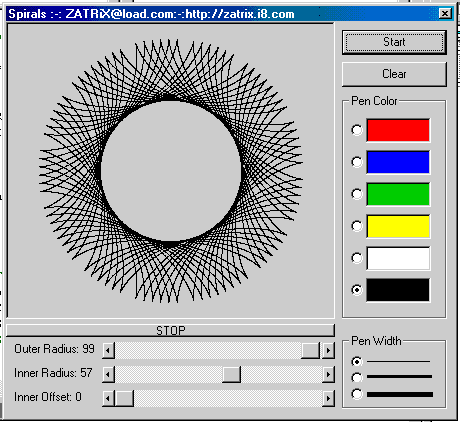 Spirals :-: ZATRiX@load.com:-:http://zatrix.i8.com
Start
Clear
Pen Color
STOP
Outer Radius: 99
Inner Radius: 57
Inner Offset: 0
Pen Width